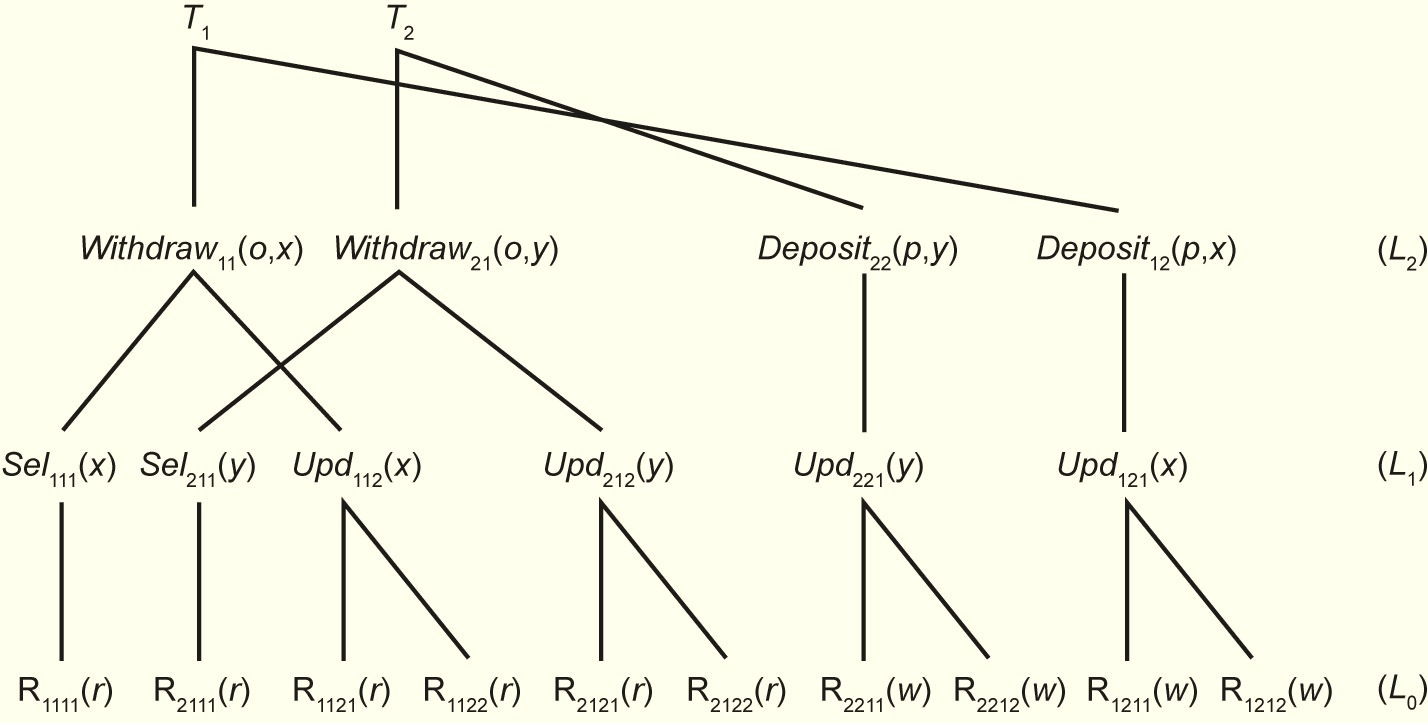 T₁ T₂
Withdraw₁₁(o,x) Withdraw₂₁(o,y) Deposit₂₂(p,y) Deposit₁₂(p,x) (L₂)
Sel₁₁₁(x) Sel₂₁₁(y) Upd₁₁₂(x) Upd₂₁₂(y) Upd₂₂₁(y) Upd₁₂₁(x) (L₁)
R₁₁₁₁(r) R₂₁₁₁(r) R₁₁₂₁(r) R₁₁₂₂(r) R₂₁₂₁(r) R₂₁₂₂(r) R₂₂₁₁(w) R₂₂₁₂(w) R₁₂₁₁(w) R₁₂₁₂(w) (L₀)